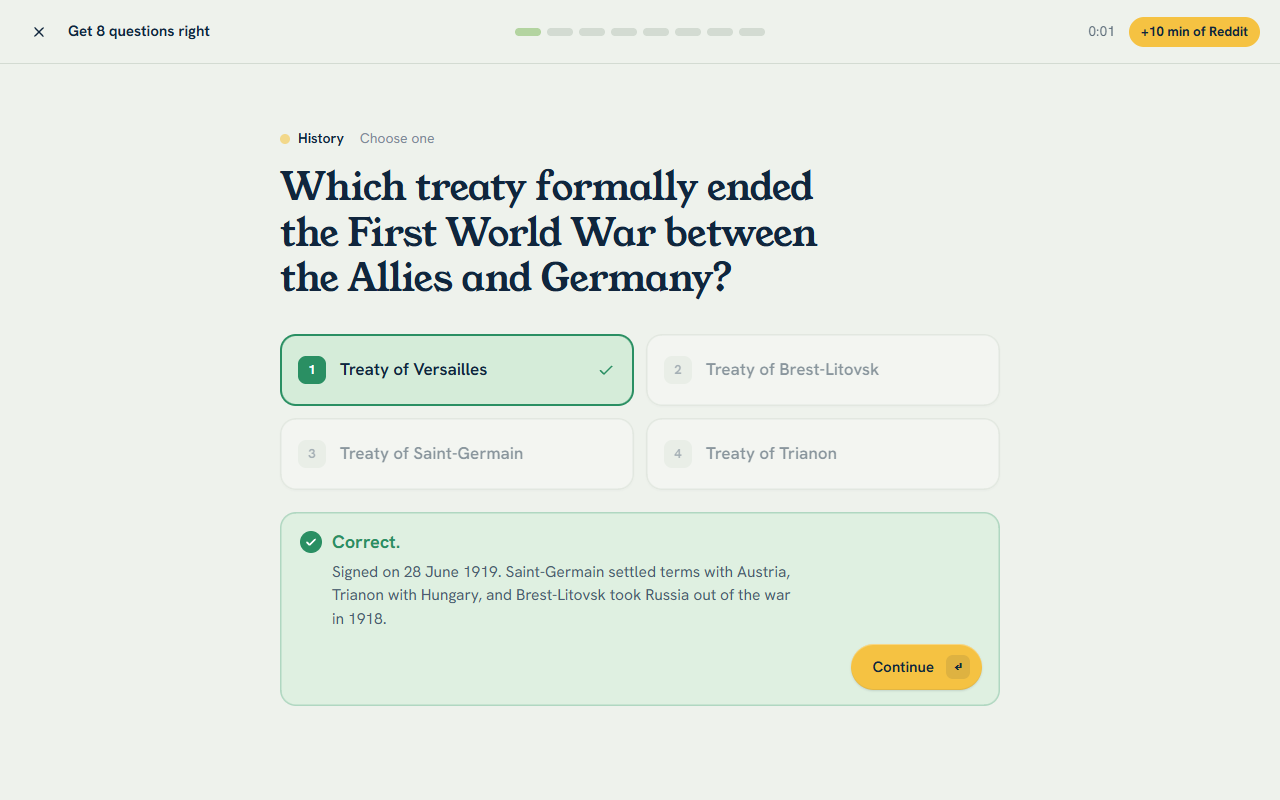 Get 8 questions right
0:01
+10 min of Reddit
History
Choose one
Which treaty formally ended
the First World War between
the Allies and Germany?
1
Treaty of Versailles
2
Treaty of Brest-Litovsk
3
Treaty of Saint-Germain
4
Treaty of Trianon
Correct.
Signed on 28 June 1919. Saint-Germain settled terms with Austria,
Trianon with Hungary, and Brest-Litovsk took Russia out of the war
in 1918.
Continue